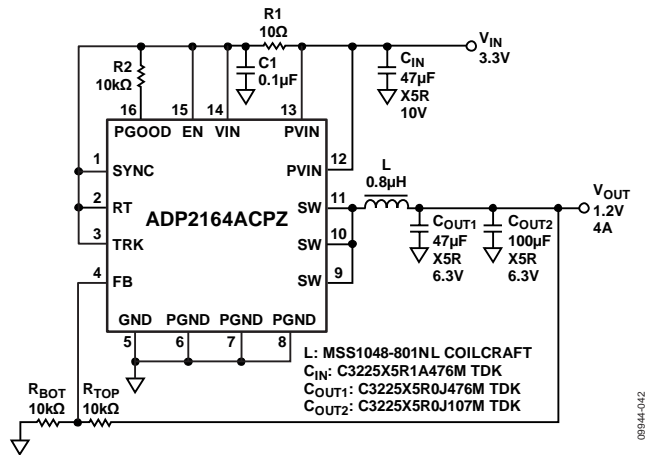 R1
10Ω
VIN
3.3V
R2
10kΩ
C1
0.1µF
CIN
47µF
X5R
10V
16 15 14 13
PGOOD EN VIN PVIN
1 SYNC
PVIN 12
L
0.8µH
2 RT
SW 11
VOUT
1.2V
4A
ADP2164ACPZ
3 TRK
SW 10
COUT1
47µF
X5R
6.3V
COUT2
100µF
X5R
6.3V
4 FB
SW 9
GND PGND PGND PGND
5 6 7 8
L: MSS1048-801NL COILCRAFT
CIN: C3225X5R1A476M TDK
COUT1: C3225X5R0J476M TDK
COUT2: C3225X5R0J107M TDK
RBOT
10kΩ
RTOP
10kΩ
09944-042